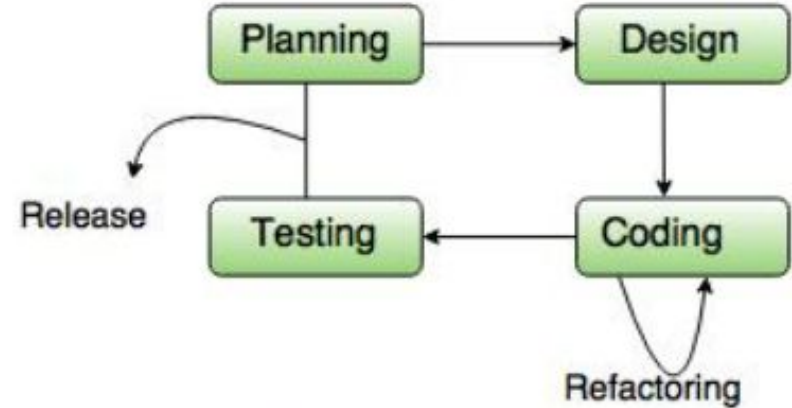 Planning
Design
Release
Testing
Coding
Refactoring